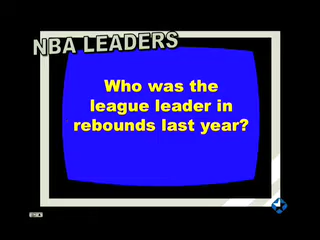 NBA LEADERS
Who was the
league leader in
rebounds last year?